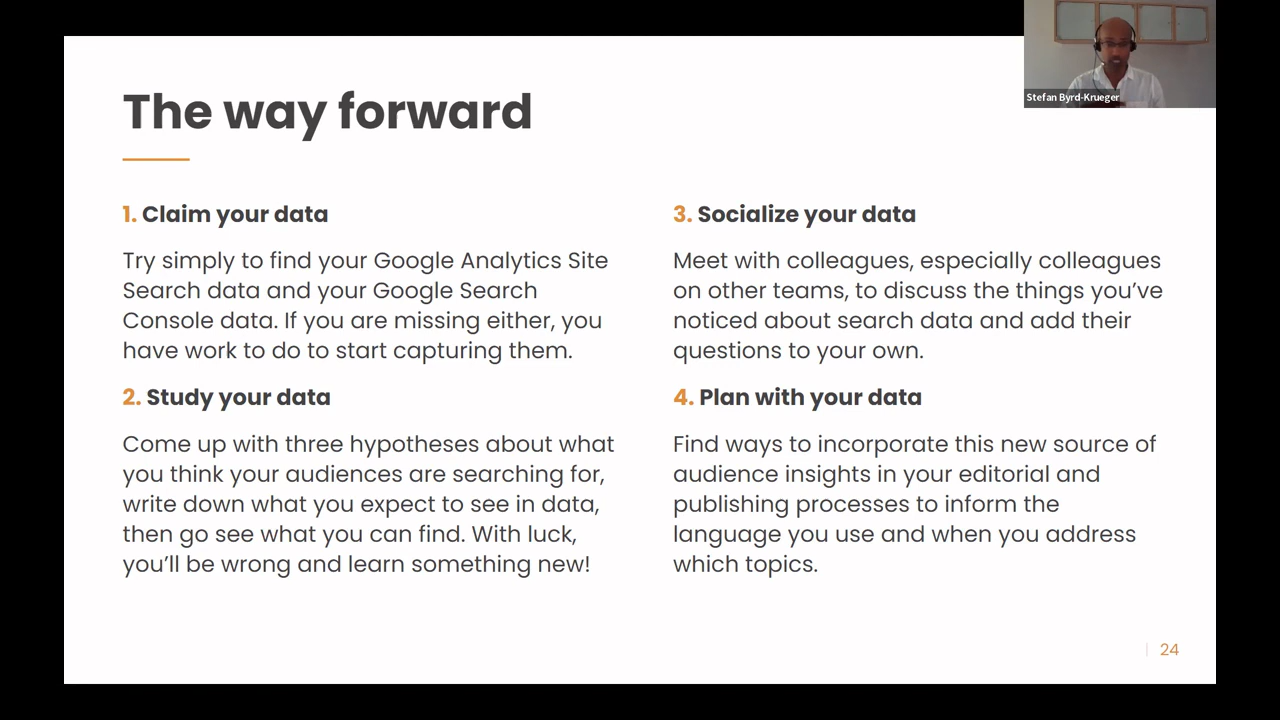 The way forward
1. Claim your data
Try simply to find your Google Analytics Site
Search data and your Google Search
Console data. If you are missing either, you
have work to do to start capturing them.
2. Study your data
Come up with three hypotheses about what
you think your audiences are searching for,
write down what you expect to see in data,
then go see what you can find. With luck,
you’ll be wrong and learn something new!
3. Socialize your data
Meet with colleagues, especially colleagues
on other teams, to discuss the things you’ve
noticed about search data and add their
questions to your own.
4. Plan with your data
Find ways to incorporate this new source of
audience insights in your editorial and
publishing processes to inform the
language you use and when you address
which topics.
24
Stefan Byrd-Krueger